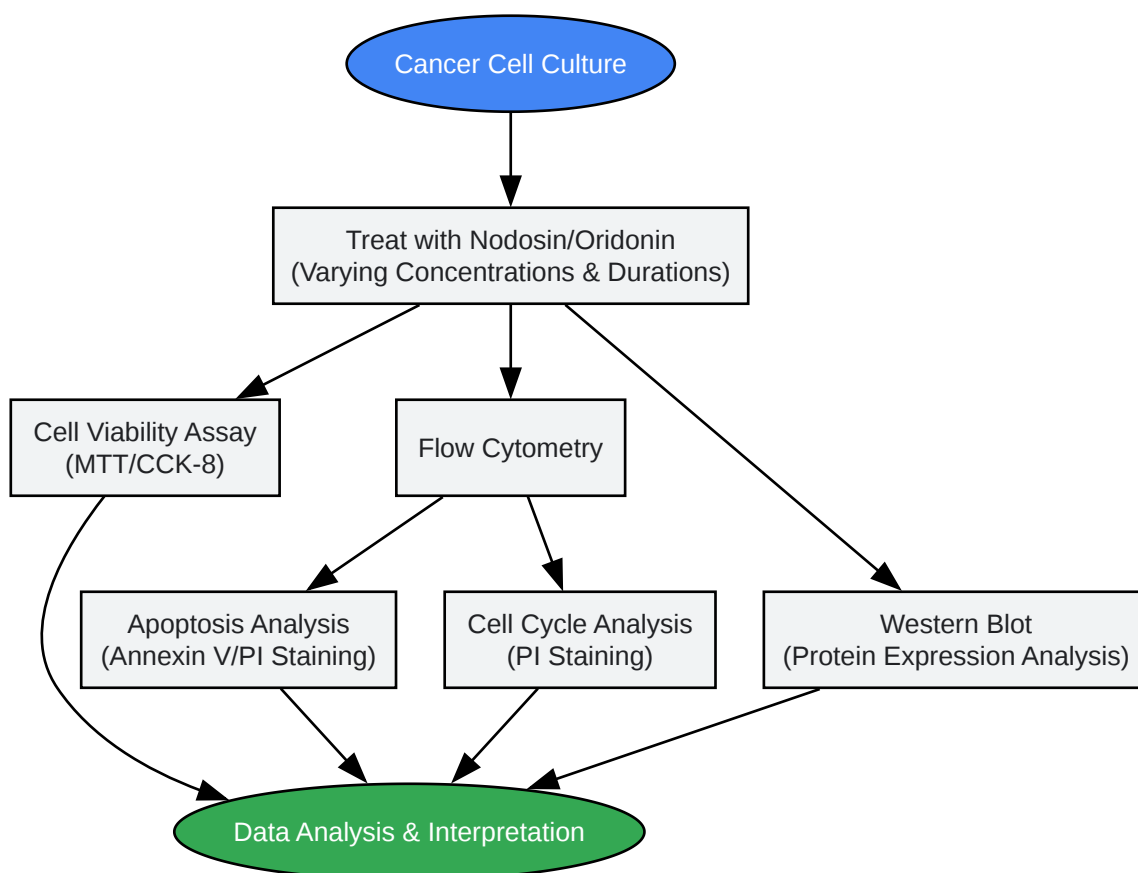 Cancer Cell Culture
Treat with Nodosin/Oridonin
(Varying Concentrations & Durations)
Cell Viability Assay
(MTT/CCK-8)
Flow Cytometry
Apoptosis Analysis
(Annexin V/PI Staining)
Cell Cycle Analysis
(PI Staining)
Western Blot
(Protein Expression Analysis)
Data Analysis & Interpretation